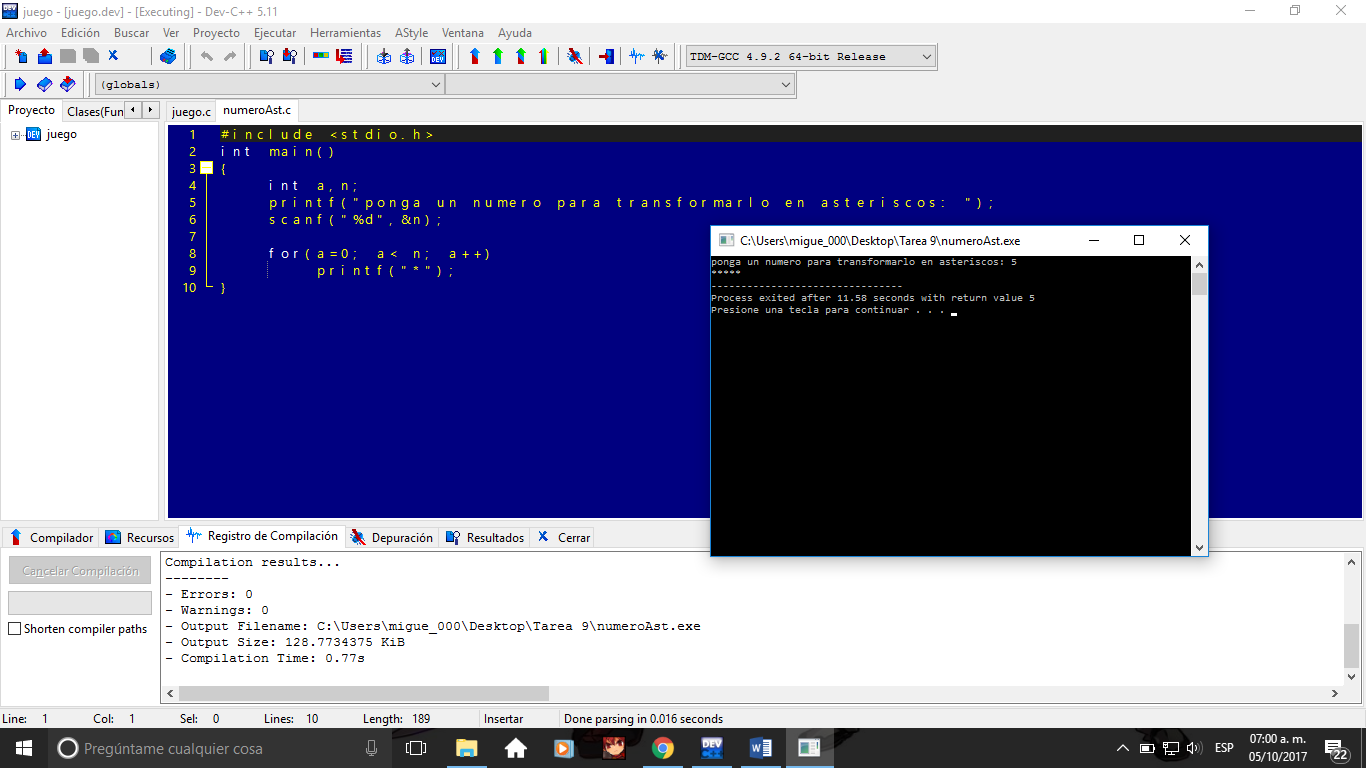 juego - [juego.dev] - [Executing] - Dev-C++ 5.11
Archivo Edición Buscar Ver Proyecto Ejecutar Herramientas AStyle Ventana Ayuda
TDM-GCC 4.9.2 64-bit Release
(globals)
Proyecto Clases(Fun juego.c numeroAst.c
juego
1 #include <stdio.h>
2 int main()
3 {
4 int a,n;
5 printf("ponga un numero para transformarlo en asteriscos: ");
6 scanf("%d",&n);
7
8 for(a=0; a< n; a++)
9 printf("*");
10 }
C:\Users\migue_000\Desktop\Tarea 9\numeroAst.exe
ponga un numero para transformarlo en asteriscos: 5
*****
--------------------------------
Process exited after 11.58 seconds with return value 5
Presione una tecla para continuar . . .
Compilador Recursos Registro de Compilación Depuración Resultados Cerrar
Cancelar Compilación
Shorten compiler paths
Compilation results...
--------
- Errors: 0
- Warnings: 0
- Output Filename: C:\Users\migue_000\Desktop\Tarea 9\numeroAst.exe
- Output Size: 128.7734375 KiB
- Compilation Time: 0.77s
Line: 1 Col: 1 Sel: 0 Lines: 10 Length: 189 Insertar Done parsing in 0.016 seconds
Pregúntame cualquier cosa
DEV
ESP
07:00 a. m.
05/10/2017
22